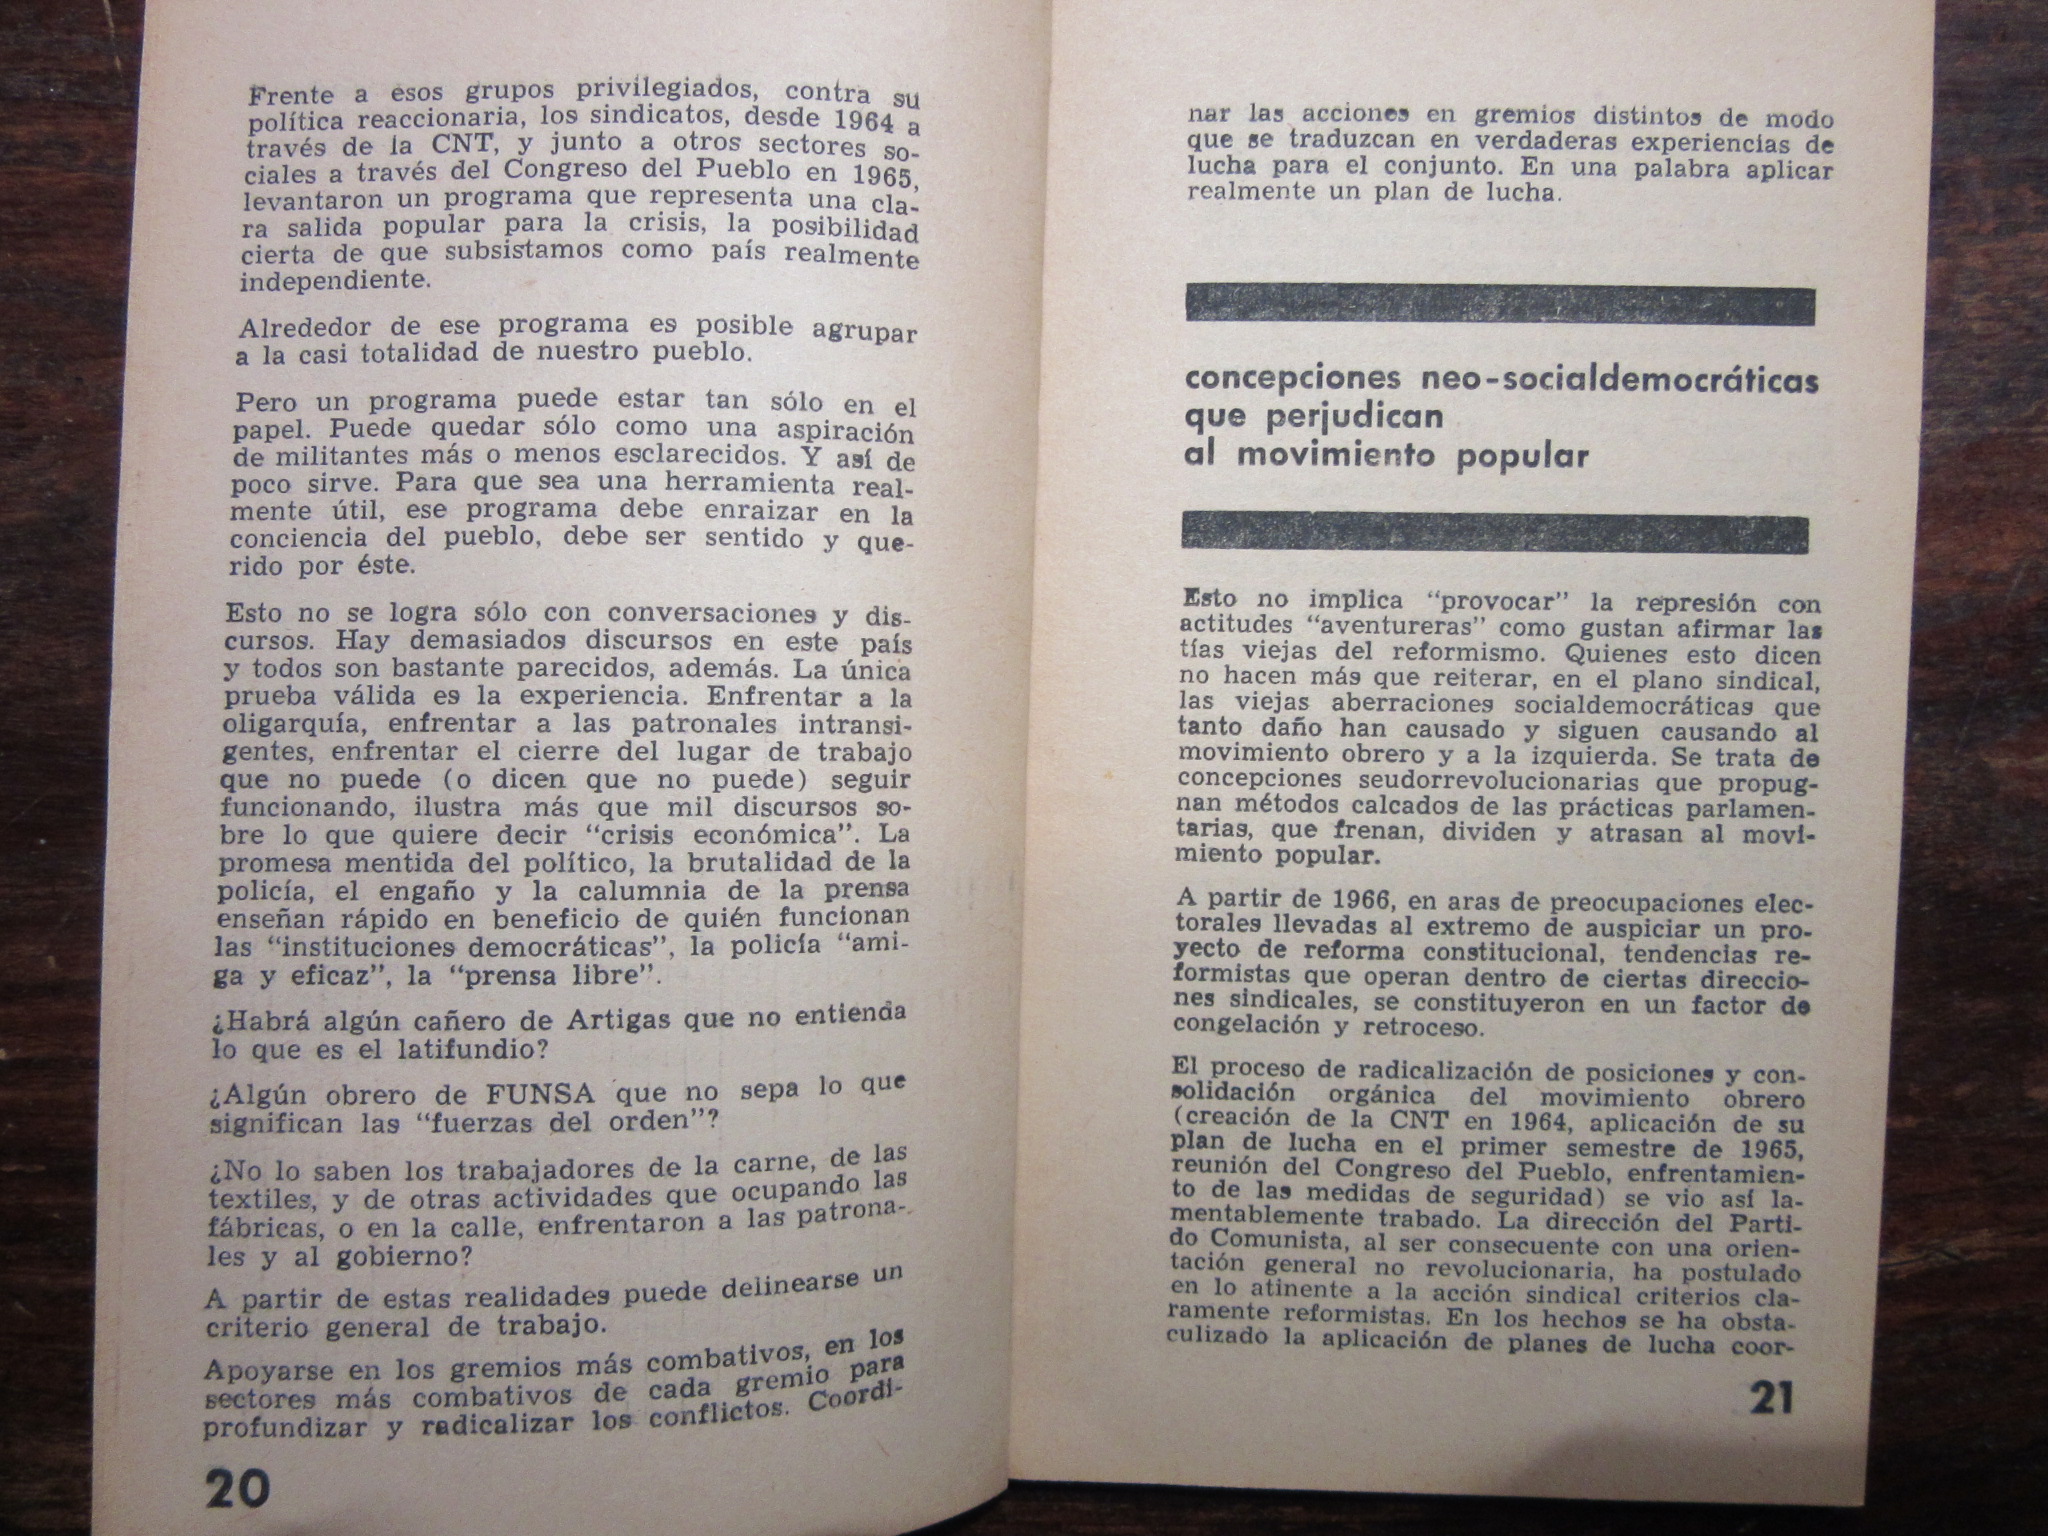 Frente a esos grupos privilegiados, contra su
política reaccionaria, los sindicatos, desde 1964 a
través de la CNT, y junto a otros sectores so-
ciales a través del Congreso del Pueblo en 1965,
levantaron un programa que representa una cla-
ra salida popular para la crisis, la posibilidad
cierta de que subsistamos como país realmente
independiente.
Alrededor de ese programa es posible agrupar
a la casi totalidad de nuestro pueblo.
Pero un programa puede estar tan sólo en el
papel. Puede quedar sólo como una aspiración
de militantes más o menos esclarecidos. Y así de
poco sirve. Para que sea una herramienta real-
mente útil, ese programa debe enraizar en la
conciencia del pueblo, debe ser sentido y que-
rido por éste.
Esto no se logra sólo con conversaciones y dis-
cursos. Hay demasiados discursos en este país
y todos son bastante parecidos, además. La única
prueba válida es la experiencia. Enfrentar a la
oligarquía, enfrentar a las patronales intransi-
gentes, enfrentar el cierre del lugar de trabajo
que no puede (o dicen que no puede) seguir
funcionando, ilustra más que mil discursos so-
bre lo que quiere decir "crisis económica". La
promesa mentida del político, la brutalidad de la
policía, el engaño y la calumnia de la prensa
enseñan rápido en beneficio de quién funcionan
las "instituciones democráticas", la policía "ami-
ga y eficaz", la "prensa libre".
¿Habrá algún cañero de Artigas que no entienda
lo que es el latifundio?
¿Algún obrero de FUNSA que no sepa lo que
significan las "fuerzas del orden"?
¿No lo saben los trabajadores de la carne, de las
textiles, y de otras actividades que ocupando las
fábricas, o en la calle, enfrentaron a las patrona-
les y al gobierno?
A partir de estas realidades puede delinearse un
criterio general de trabajo.
Apoyarse en los gremios más combativos, en los
sectores más combativos de cada gremio para
profundizar y radicalizar los conflictos. Coordi-
20
nar las acciones en gremios distintos de modo
que se traduzcan en verdaderas experiencias de
lucha para el conjunto. En una palabra aplicar
realmente un plan de lucha.
concepciones neo-socialdemocráticas
que perjudican
al movimiento popular
Esto no implica "provocar" la represión con
actitudes "aventureras" como gustan afirmar las
tías viejas del reformismo. Quienes esto dicen
no hacen más que reiterar, en el plano sindical,
las viejas aberraciones socialdemocráticas que
tanto daño han causado y siguen causando al
movimiento obrero y a la izquierda. Se trata de
concepciones seudorrevolucionarias que propug-
nan métodos calcados de las prácticas parlamen-
tarias, que frenan, dividen y atrasan al movi-
miento popular.
A partir de 1966, en aras de preocupaciones elec-
torales llevadas al extremo de auspiciar un pro-
yecto de reforma constitucional, tendencias re-
formistas que operan dentro de ciertas direccio-
nes sindicales, se constituyeron en un factor de
congelación y retroceso.
El proceso de radicalización de posiciones y con-
solidación orgánica del movimiento obrero
(creación de la CNT en 1964, aplicación de su
plan de lucha en el primer semestre de 1965,
reunión del Congreso del Pueblo, enfrentamien-
to de las medidas de seguridad) se vio así la-
mentablemente trabado. La dirección del Parti-
do Comunista, al ser consecuente con una orien-
tación general no revolucionaria, ha postulado
en lo atinente a la acción sindical criterios cla-
ramente reformistas. En los hechos se ha obsta-
culizado la aplicación de planes de lucha coor-
21